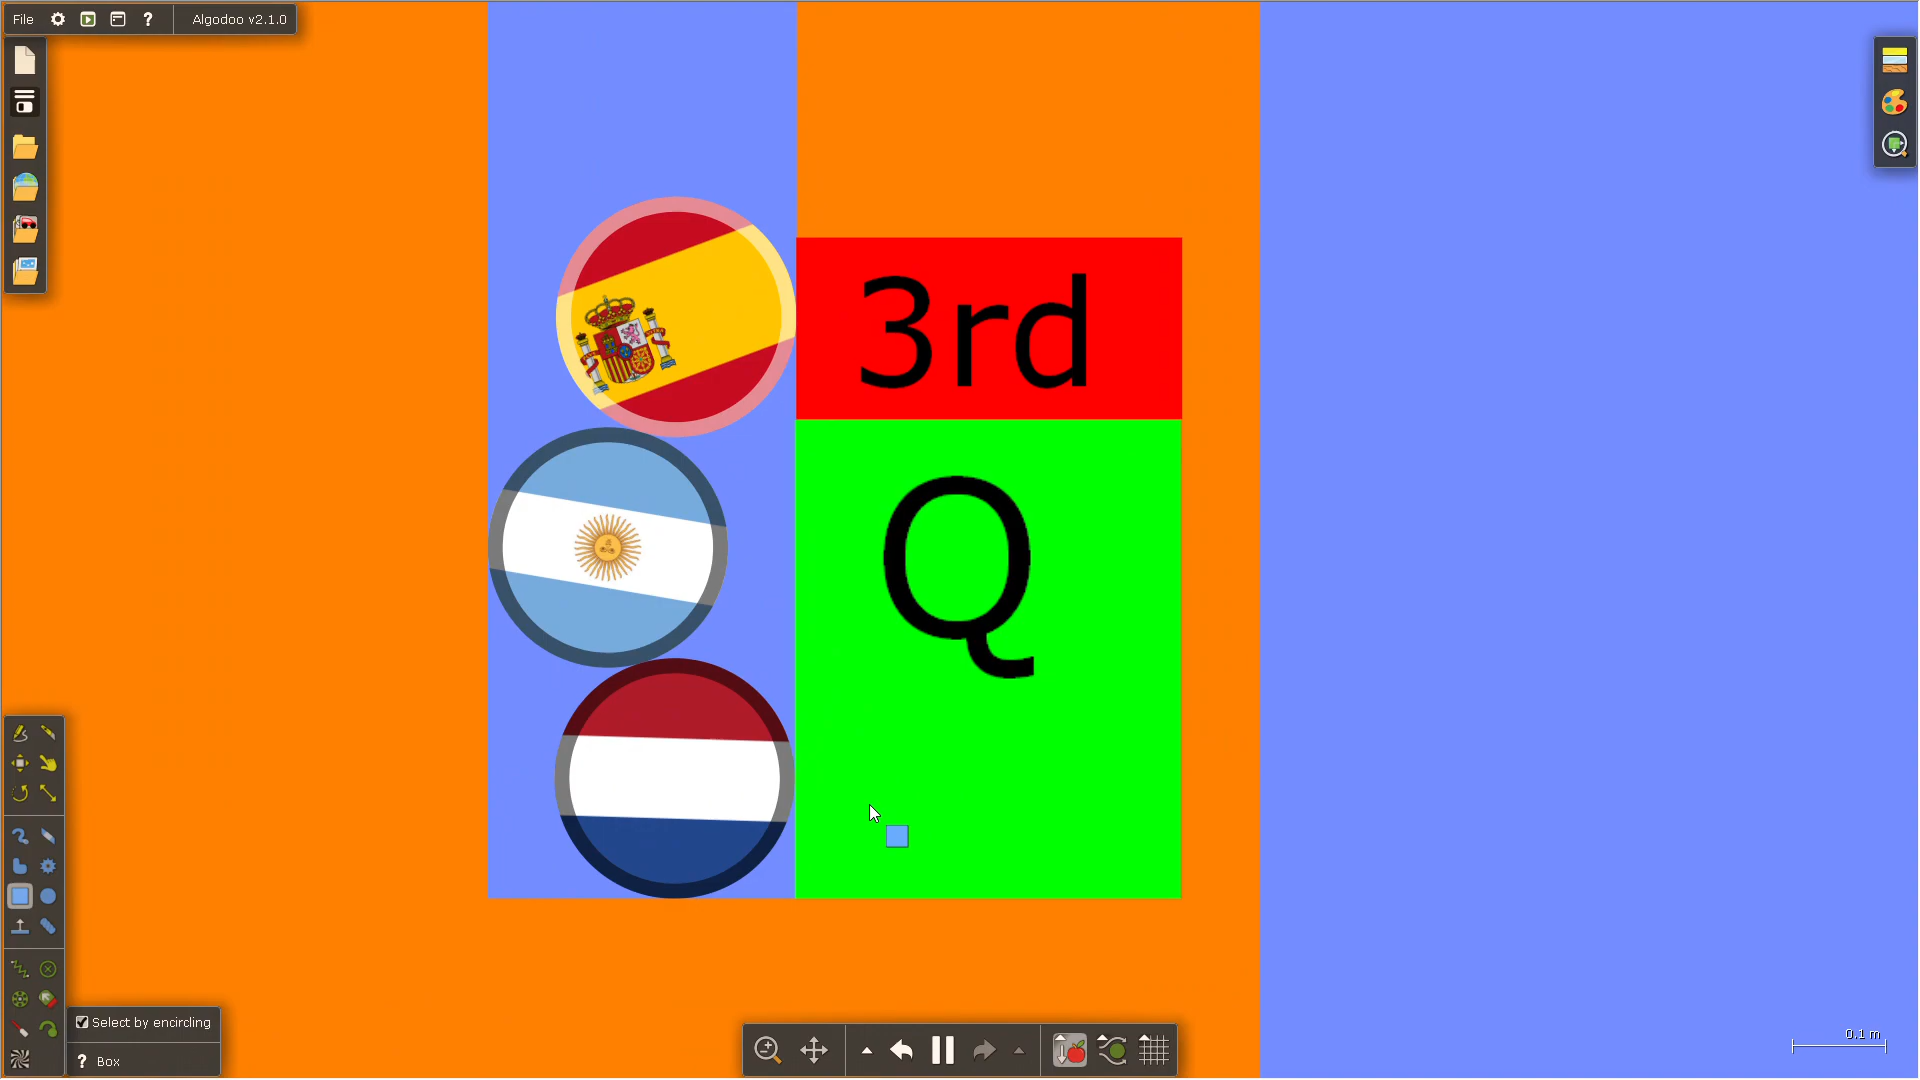 File ? Algodoo v2.1.0
3rd
Q
Select by encircling
? Box
0.1 m